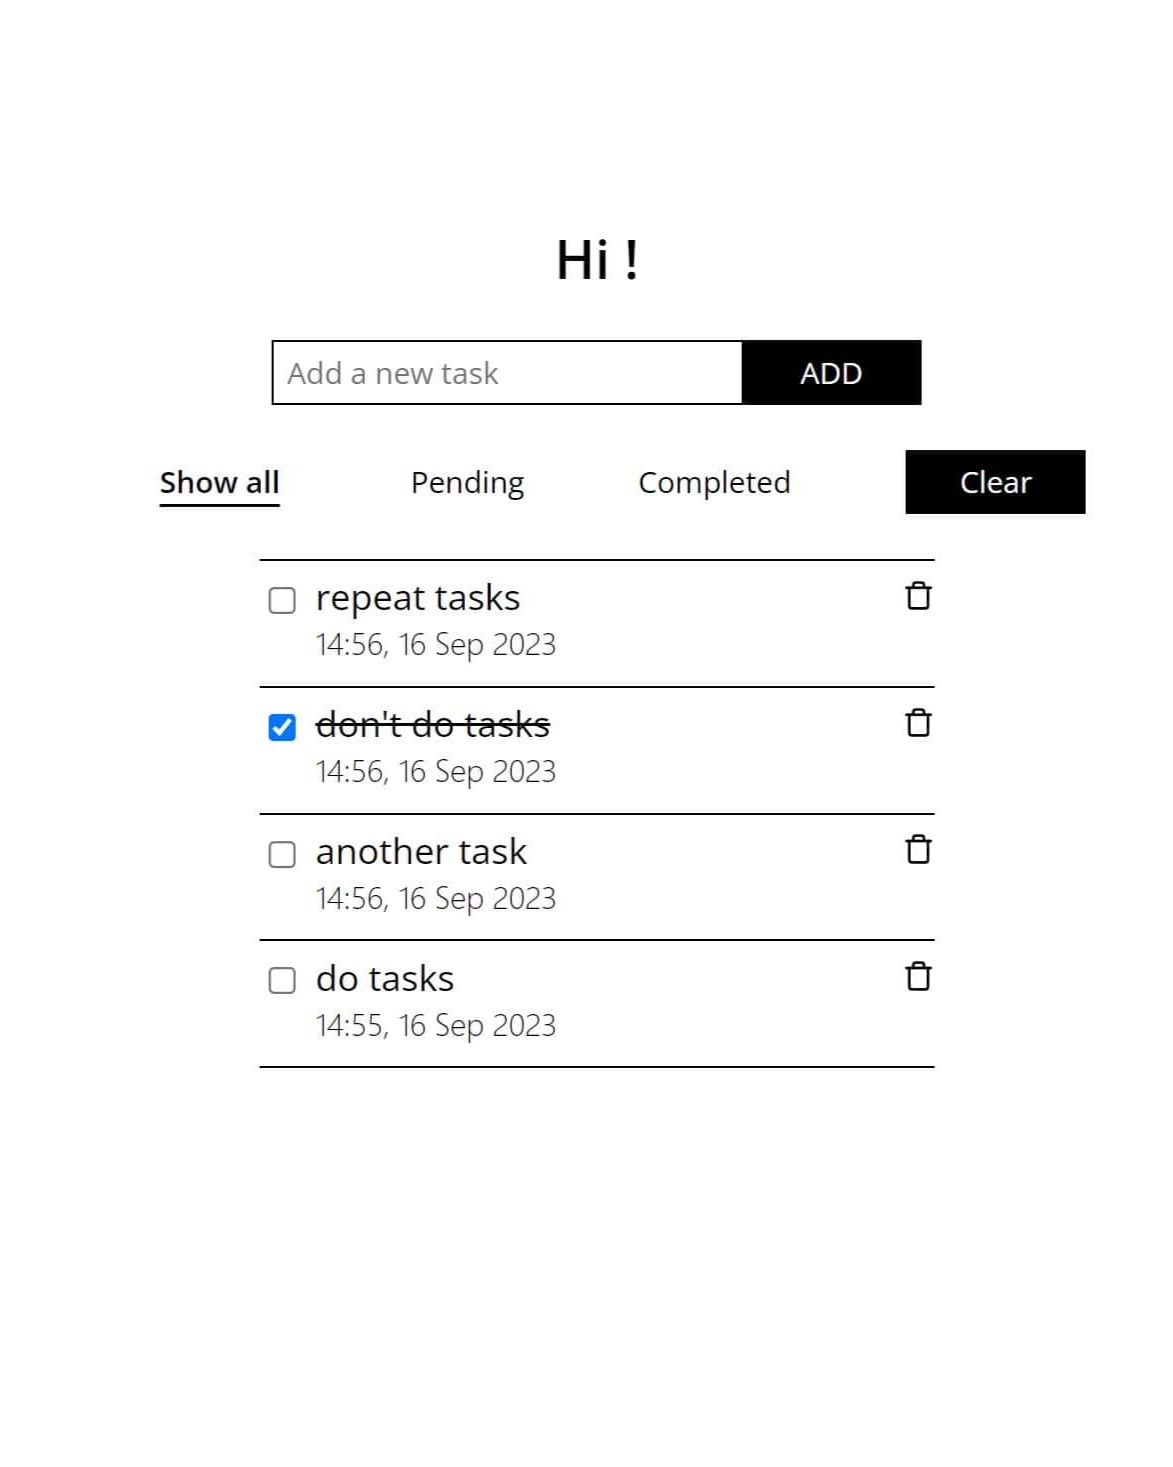 Hi !
Add a new task
ADD
Show all
Pending
Completed
Clear
repeat tasks
14:56, 16 Sep 2023
don't do tasks
14:56, 16 Sep 2023
another task
14:56, 16 Sep 2023
do tasks
14:55, 16 Sep 2023